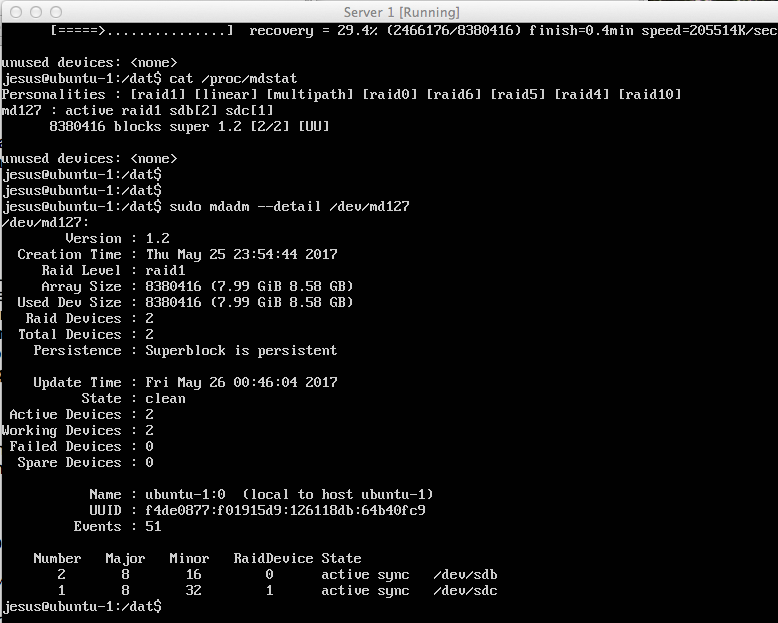 Server 1 [Running]
[=====>...............]  recovery = 29.4% (2466176/8380416) finish=0.4min speed=205514K/sec
unused devices: <none>
jesus@ubuntu-1:/dat$ cat /proc/mdstat
Personalities : [raid1] [linear] [multipath] [raid0] [raid6] [raid5] [raid4] [raid10]
md127 : active raid1 sdb[2] sdc[1]
      8380416 blocks super 1.2 [2/2] [UU]
unused devices: <none>
jesus@ubuntu-1:/dat$
jesus@ubuntu-1:/dat$
jesus@ubuntu-1:/dat$ sudo mdadm --detail /dev/md127
/dev/md127:
        Version : 1.2
  Creation Time : Thu May 25 23:54:44 2017
     Raid Level : raid1
     Array Size : 8380416 (7.99 GiB 8.58 GB)
  Used Dev Size : 8380416 (7.99 GiB 8.58 GB)
   Raid Devices : 2
  Total Devices : 2
    Persistence : Superblock is persistent
    Update Time : Fri May 26 00:46:04 2017
          State : clean
 Active Devices : 2
Working Devices : 2
 Failed Devices : 0
  Spare Devices : 0
           Name : ubuntu-1:0  (local to host ubuntu-1)
           UUID : f4de0877:f01915d9:126118db:64b40fc9
         Events : 51
    Number   Major   Minor   RaidDevice State
       2       8       16        0      active sync   /dev/sdb
       1       8       32        1      active sync   /dev/sdc
jesus@ubuntu-1:/dat$